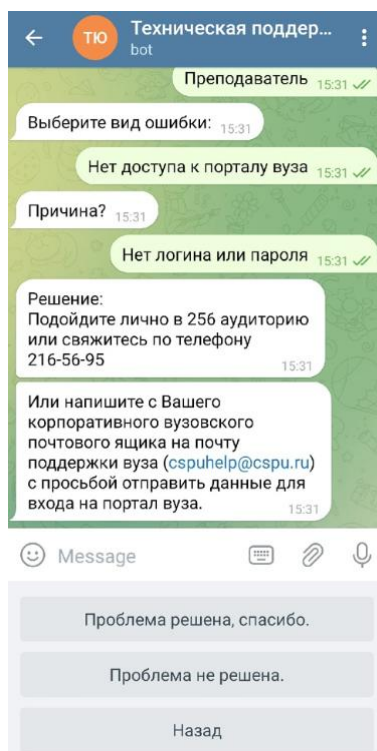 ТЮ
Техническая поддер...
bot
Преподаватель 15:31
Выберите вид ошибки: 15:31
Нет доступа к порталу вуза 15:31
Причина? 15:31
Нет логина или пароля 15:31
Решение:
Подойдите лично в 256 аудиторию
или свяжитесь по телефону
216-56-95
15:31
Или напишите с Вашего
корпоративного вузовского
почтового ящика на почту
поддержки вуза (cspuhelp@cspu.ru)
с просьбой отправить данные для
входа на портал вуза.
15:31
Message
Проблема решена, спасибо.
Проблема не решена.
Назад